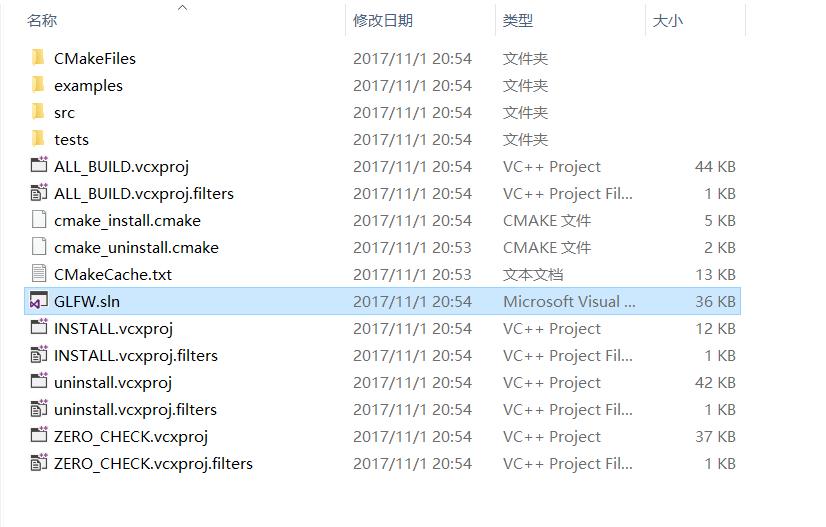 名称 修改日期 类型 大小
CMakeFiles 2017/11/1 20:54 文件夹
examples 2017/11/1 20:54 文件夹
src 2017/11/1 20:54 文件夹
tests 2017/11/1 20:54 文件夹
ALL_BUILD.vcxproj 2017/11/1 20:54 VC++ Project 44 KB
ALL_BUILD.vcxproj.filters 2017/11/1 20:54 VC++ Project Fil... 1 KB
cmake_install.cmake 2017/11/1 20:54 CMAKE 文件 5 KB
cmake_uninstall.cmake 2017/11/1 20:53 CMAKE 文件 2 KB
CMakeCache.txt 2017/11/1 20:53 文本文档 13 KB
GLFW.sln 2017/11/1 20:54 Microsoft Visual ... 36 KB
INSTALL.vcxproj 2017/11/1 20:54 VC++ Project 12 KB
INSTALL.vcxproj.filters 2017/11/1 20:54 VC++ Project Fil... 1 KB
uninstall.vcxproj 2017/11/1 20:54 VC++ Project 42 KB
uninstall.vcxproj.filters 2017/11/1 20:54 VC++ Project Fil... 1 KB
ZERO_CHECK.vcxproj 2017/11/1 20:54 VC++ Project 37 KB
ZERO_CHECK.vcxproj.filters 2017/11/1 20:54 VC++ Project Fil... 1 KB